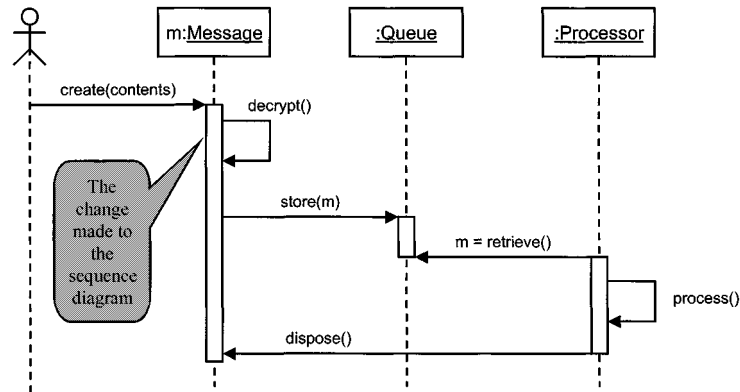 m:Message
:Queue
:Processor
create(contents)
decrypt()
The
change
made to
the
sequence
diagram
store(m)
m = retrieve()
process()
dispose()